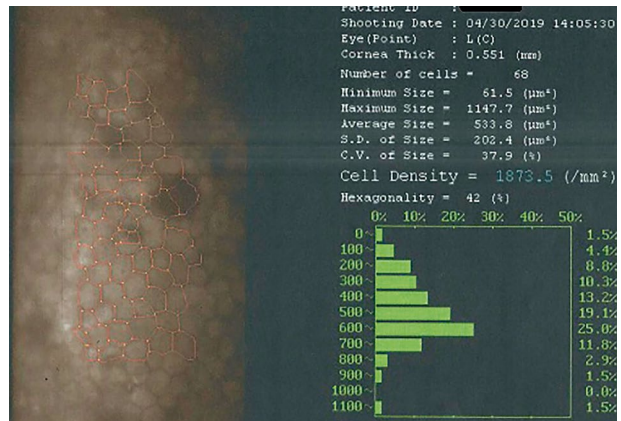 Patient ID :
Shooting Date : 04/30/2019 14:05:30
Eye(Point) : L(C)
Cornea Thick : 0.551 (mm)
Number of cells = 68
Minimum Size = 61.5 (μm²)
Maximum Size = 1147.7 (μm²)
Average Size = 533.8 (μm²)
S.D. of Size = 202.4 (μm²)
C.V. of Size = 37.9 (%)
Cell Density = 1873.5 (/mm²)
Hexagonality = 42 (%)
0% 10% 20% 30% 40% 50%
0~ 1.5%
100~ 4.4%
200~ 8.8%
300~ 10.3%
400~ 13.2%
500~ 19.1%
600~ 25.0%
700~ 11.8%
800~ 2.9%
900~ 1.5%
1000~ 0.0%
1100~ 1.5%